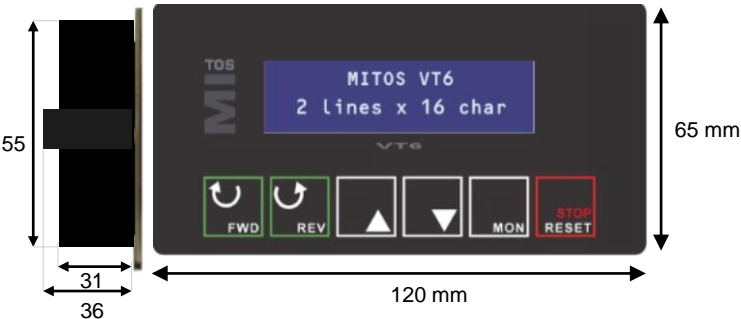 TOS
MI
MITOS VT6
2 lines x 16 char
VT6
FWD
REV
MON
STOP
RESET
55
65 mm
31
36
120 mm